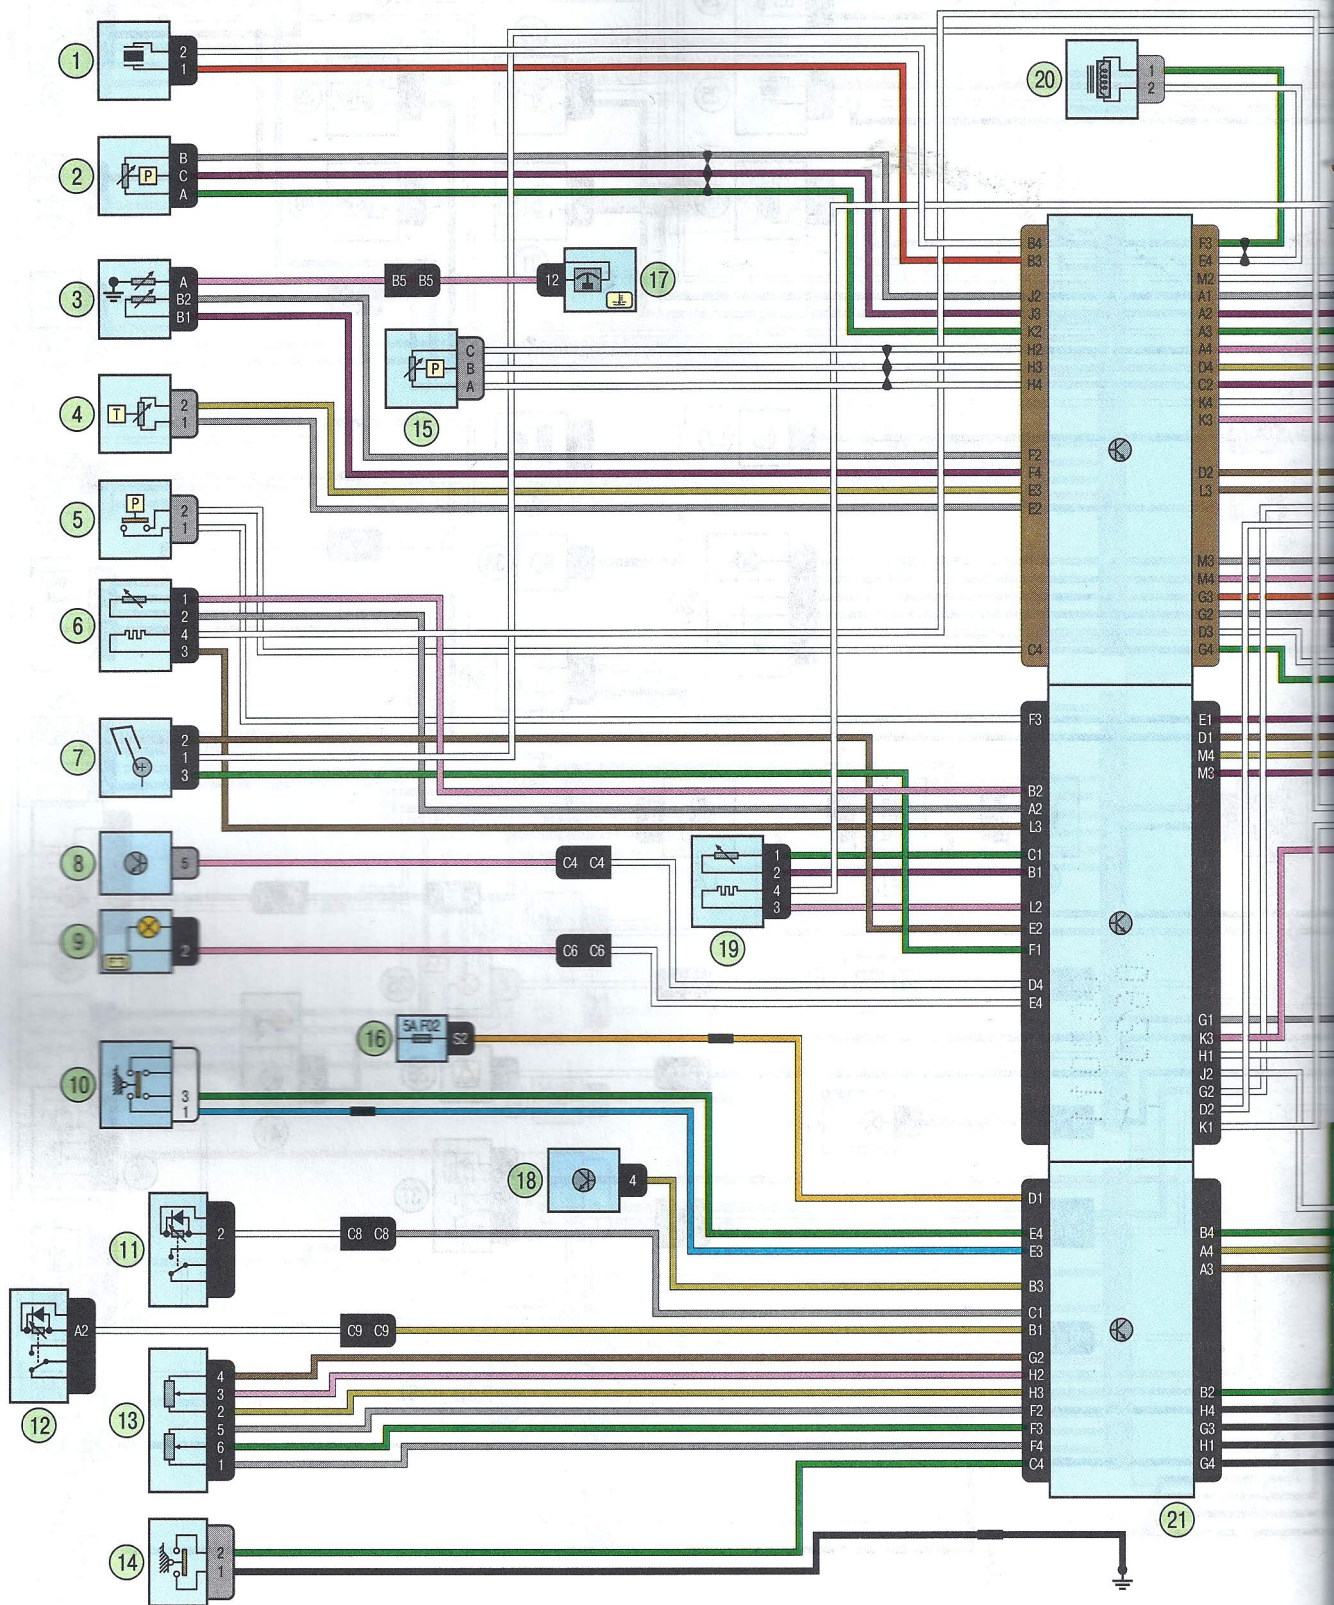 1
2
1
20
1
2
2
B
C
A
P
B4
B3
F3
E4
M2
3
A
B2
B1
B5 B5
12
17
J2
J3
K2
H2
H3
H4
A1
A2
A3
A4
D4
C2
K4
K3
15
P
C
B
A
4
T
2
1
F2
F4
E3
E2
D2
L3
5
P
2
1
6
1
2
4
3
C4
M3
M4
G3
G2
D3
G4
7
2
1
3
F3
B2
A2
L3
E1
D1
M4
M3
8
5
C4 C4
19
1
2
4
3
C1
B1
L2
E2
F1
9
2
C6 C6
D4
E4
16
5A F02
S2
G1
K3
H1
J2
G2
D2
K1
10
3
1
18
4
D1
E4
E3
B3
C1
B1
B4
A4
A3
11
2
C8 C8
12
A2
C9 C9
13
4
3
2
5
6
1
G2
H2
H3
F2
F3
F4
C4
B2
H4
G3
H1
G4
21
14
2
1